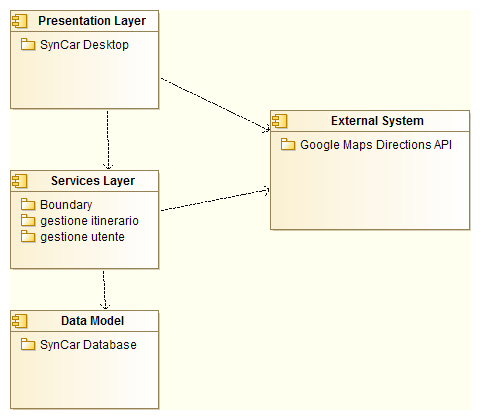 Presentation Layer
SynCar Desktop
External System
Google Maps Directions API
Services Layer
Boundary
gestione itinerario
gestione utente
Data Model
SynCar Database